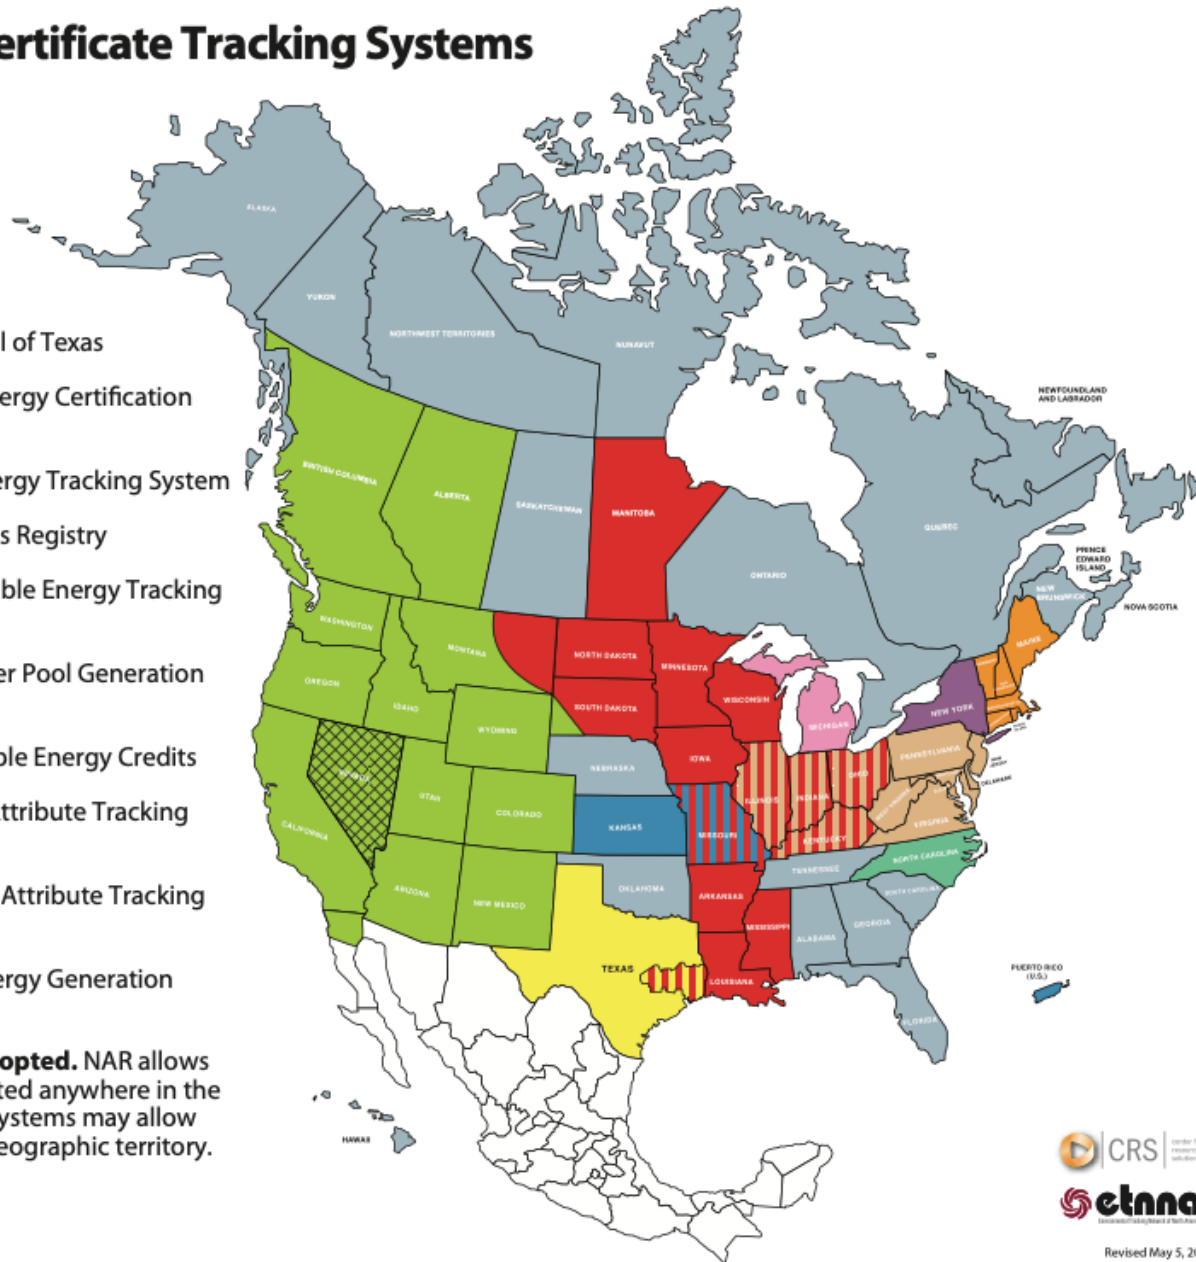 ertificate Tracking Systems
l of Texas
ergy Certification
ergy Tracking System
s Registry
ble Energy Tracking
er Pool Generation
ble Energy Credits
ttribute Tracking
Attribute Tracking
ergy Generation
opted. NAR allows
ted anywhere in the
ystems may allow
eographic territory.
ALASKA
YUKON
NORTHWEST TERRITORIES
NUNAVUT
NEWFOUNDLAND
AND LABRADOR
BRITISH COLUMBIA
ALBERTA
SASKATCHEWAN
MANITOBA
ONTARIO
QUEBEC
PRINCE
EDWARD
ISLAND
NEW
BRUNSWICK
NOVA SCOTIA
WASHINGTON
MONTANA
NORTH DAKOTA
MINNESOTA
MAINE
OREGON
IDAHO
SOUTH DAKOTA
WISCONSIN
MICHIGAN
NEW YORK
WYOMING
IOWA
PENNSYLVANIA
NEBRASKA
NEVADA
UTAH
COLORADO
KANSAS
MISSOURI
ILLINOIS
INDIANA
OHIO
WEST VIRGINIA
DELAWARE
CALIFORNIA
KENTUCKY
VIRGINIA
ARIZONA
NEW MEXICO
OKLAHOMA
ARKANSAS
TENNESSEE
NORTH CAROLINA
SOUTH CAROLINA
MISSISSIPPI
ALABAMA
GEORGIA
TEXAS
LOUISIANA
FLORIDA
PUERTO RICO
(U.S.)
HAWAII
CRS
etnna
Revised May 5, 20